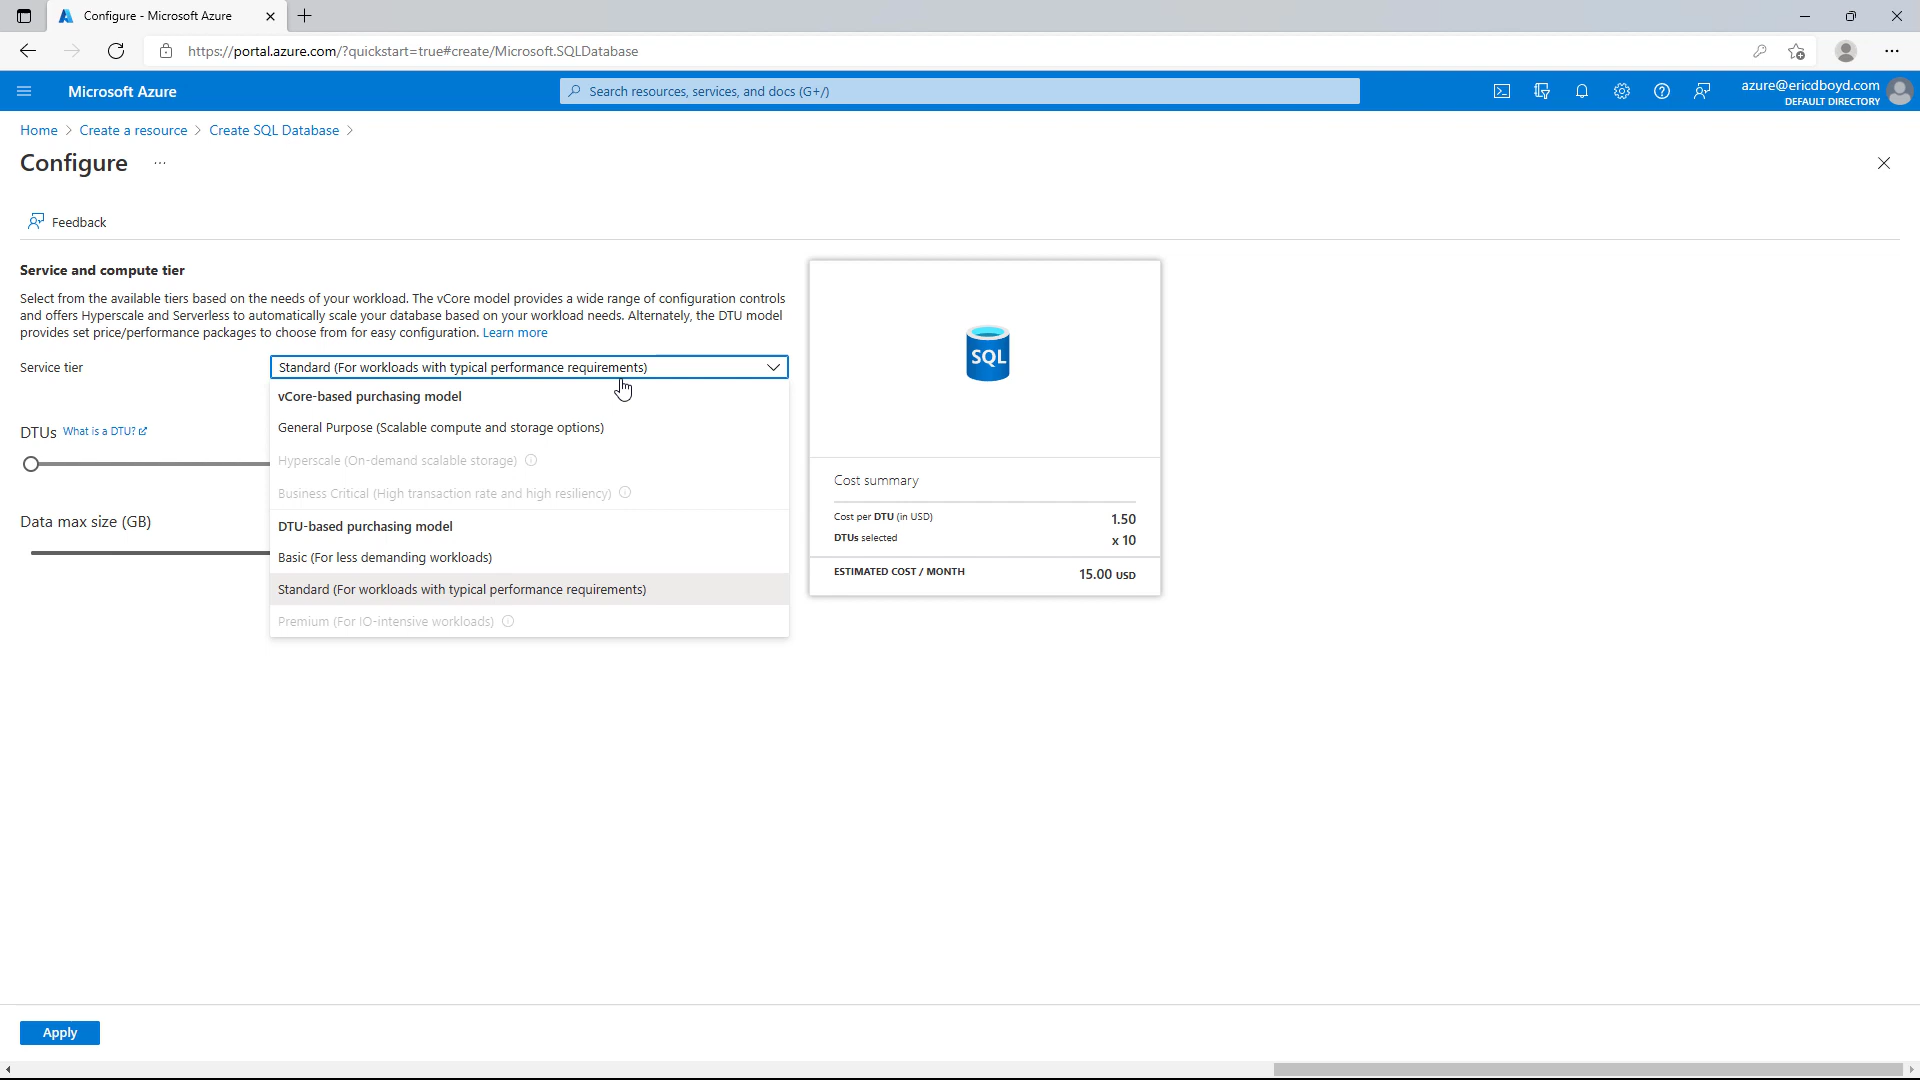 Configure - Microsoft Azure
https://portal.azure.com/?quickstart=true#create/Microsoft.SQLDatabase
Microsoft Azure
Search resources, services, and docs (G+/)
azure@ericdboyd.com
DEFAULT DIRECTORY
Home > Create a resource > Create SQL Database >
Configure ...
Feedback
Service and compute tier
Select from the available tiers based on the needs of your workload. The vCore model provides a wide range of configuration controls
and offers Hyperscale and Serverless to automatically scale your database based on your workload needs. Alternately, the DTU model
provides set price/performance packages to choose from for easy configuration. Learn more
Service tier
Standard (For workloads with typical performance requirements)
vCore-based purchasing model
General Purpose (Scalable compute and storage options)
Hyperscale (On-demand scalable storage)
Business Critical (High transaction rate and high resiliency)
DTU-based purchasing model
Basic (For less demanding workloads)
Standard (For workloads with typical performance requirements)
Premium (For IO-intensive workloads)
DTUs What is a DTU?
Data max size (GB)
SQL
Cost summary
Cost per DTU (in USD) 1.50
DTUs selected x 10
ESTIMATED COST / MONTH 15.00 USD
Apply